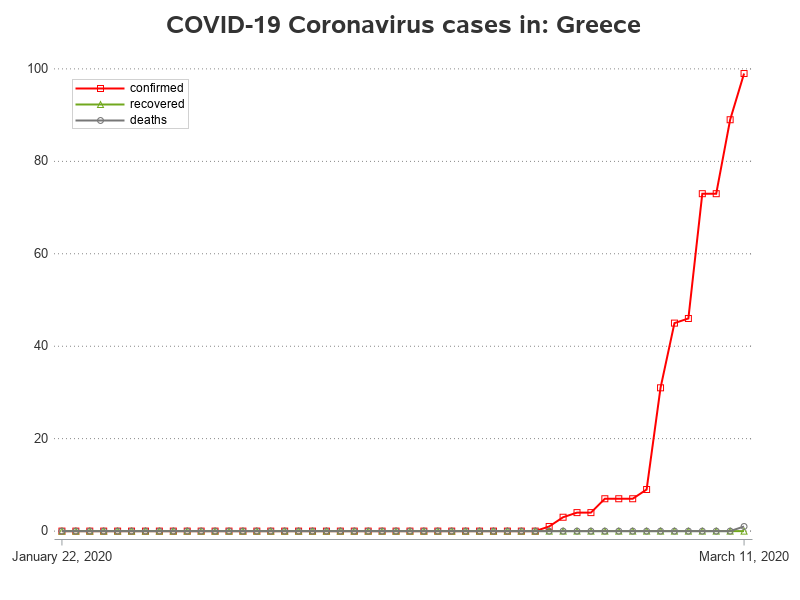 COVID-19 Coronavirus cases in: Greece
100
confirmed
recovered
deaths
80
60
40
20
0
January 22, 2020
March 11, 2020